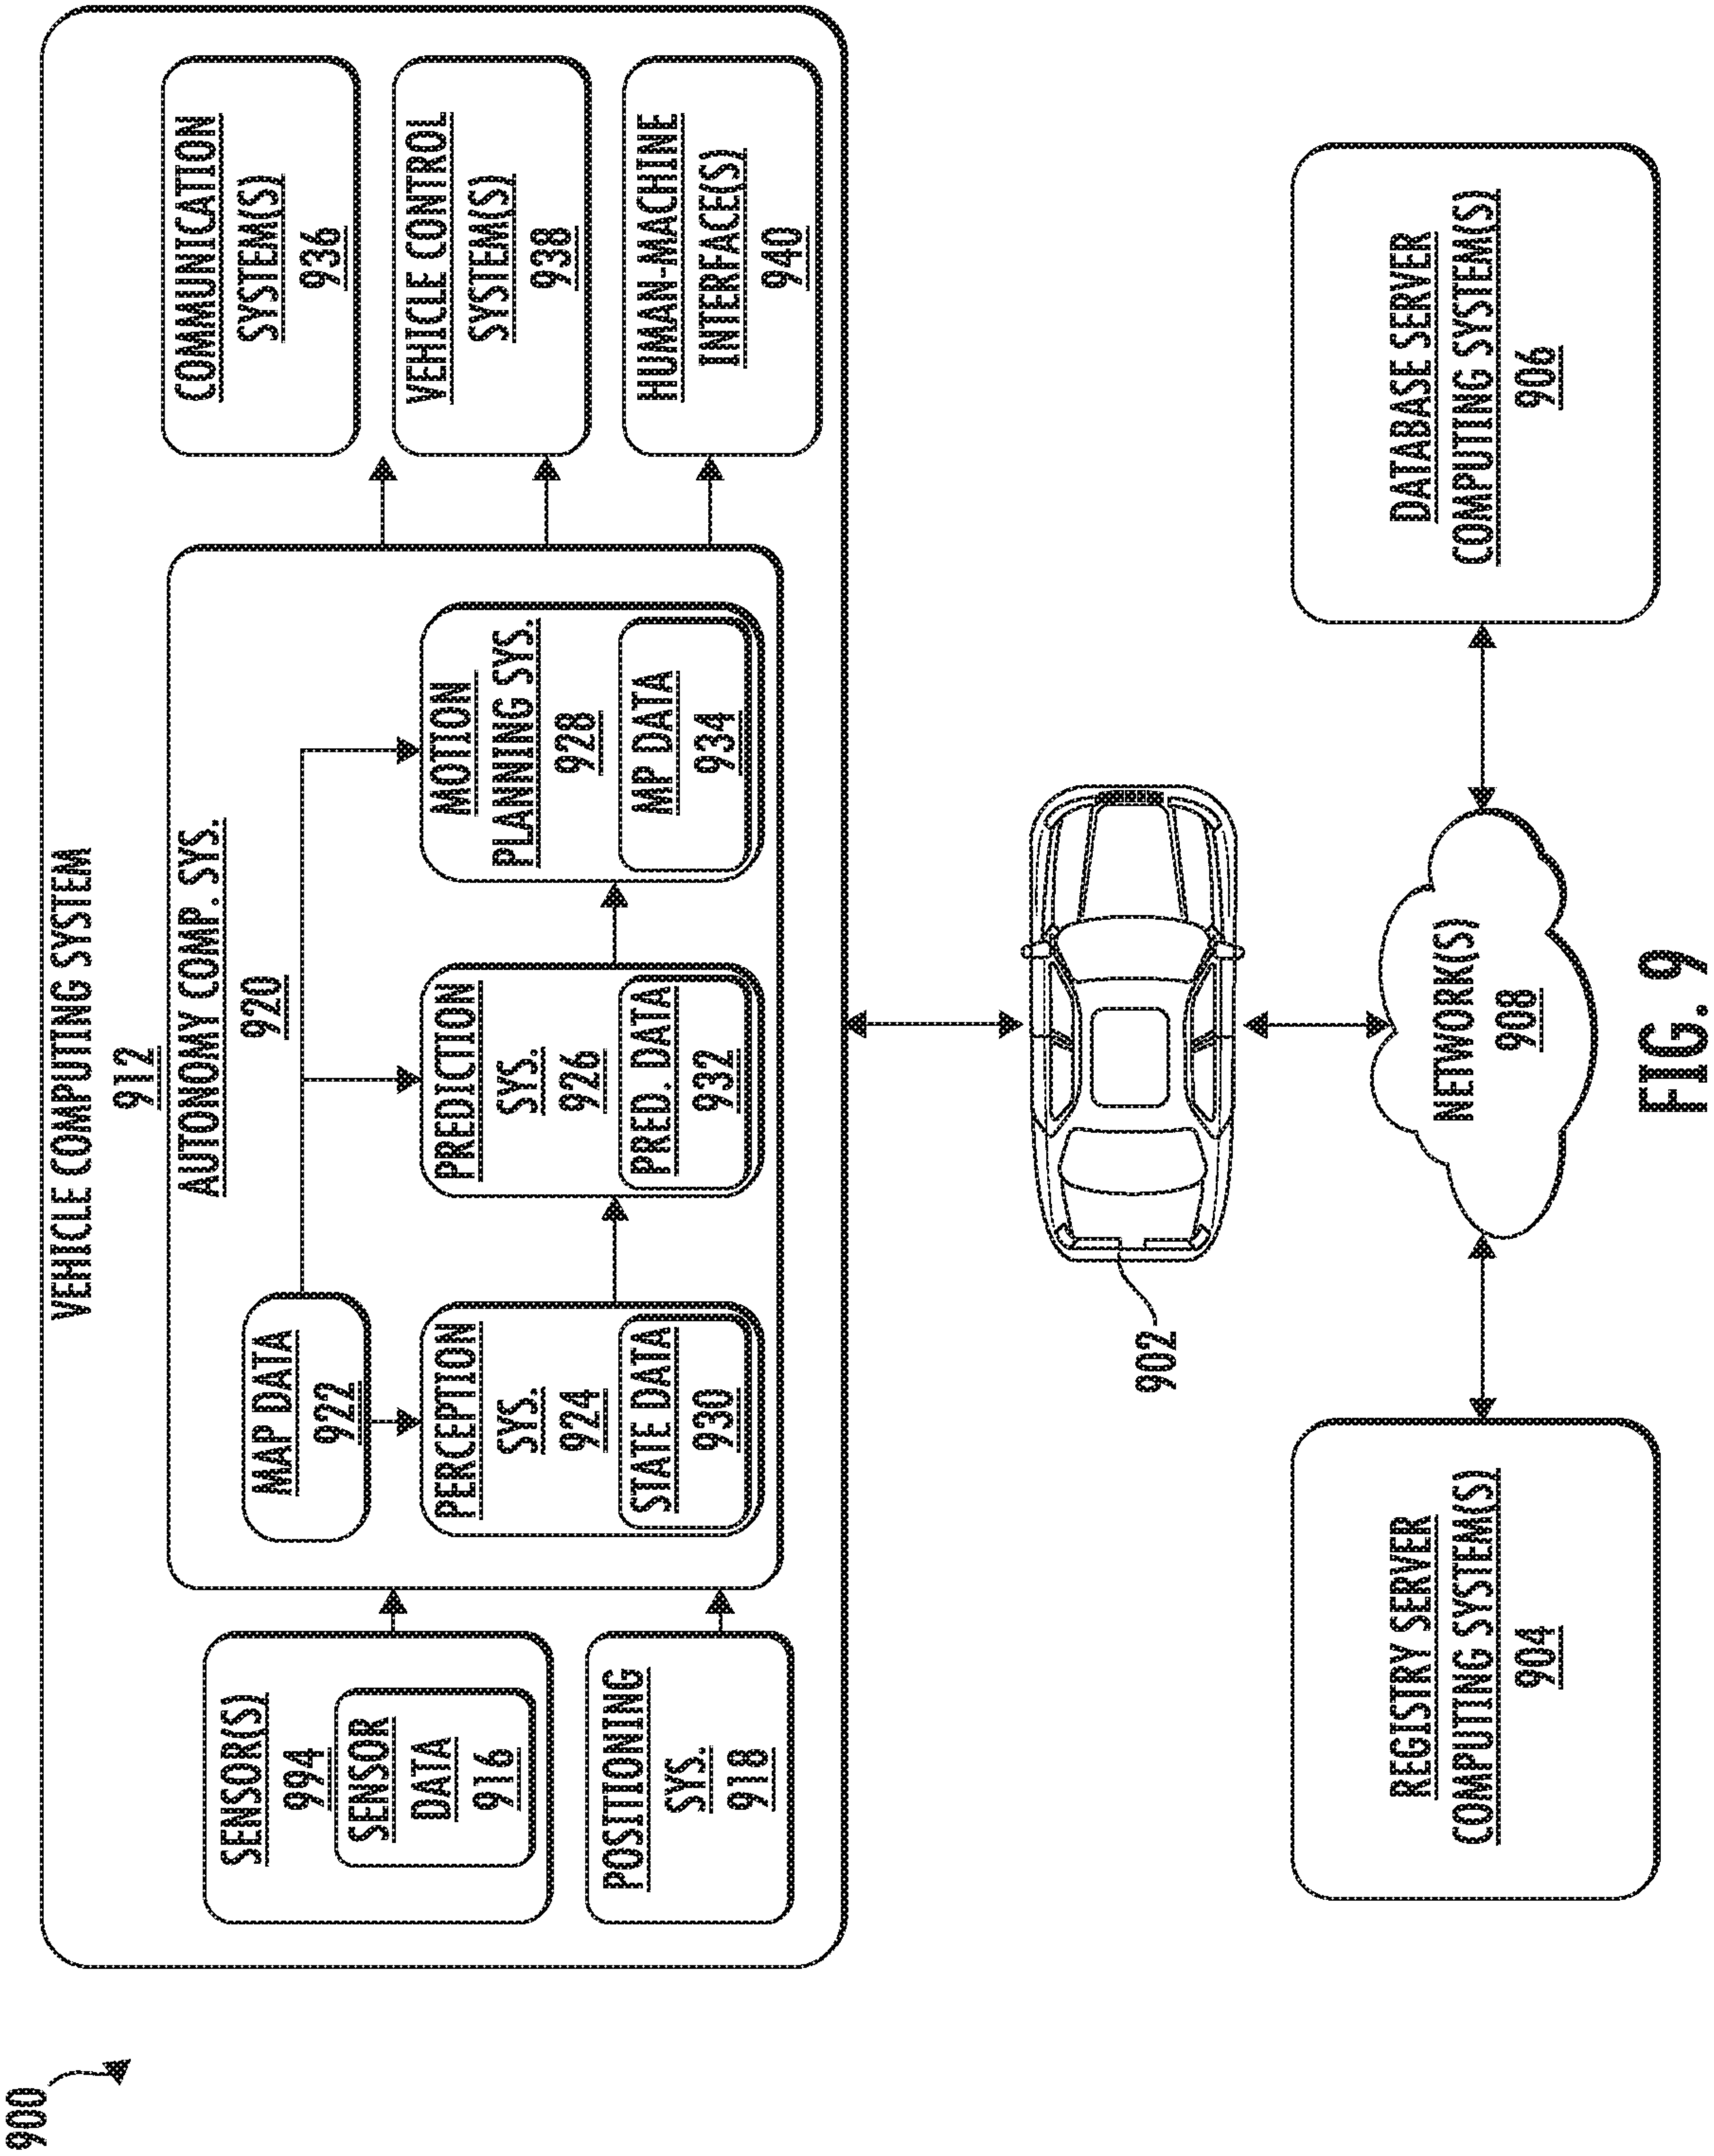 900
VEHICLE COMPUTING SYSTEM
912
SENSOR(S)
994
SENSOR
DATA
916
POSITIONING
SYS.
918
AUTONOMY COMP. SYS.
920
MAP DATA
922
PERCEPTION
SYS.
924
STATE DATA
930
PREDICTION
SYS.
926
PRED. DATA
932
MOTION
PLANNING SYS.
928
MP DATA
934
COMMUNICATION
SYSTEM(S)
936
VEHICLE CONTROL
SYSTEM(S)
938
HUMAN-MACHINE
INTERFACE(S)
940
902
REGISTRY SERVER
COMPUTING SYSTEM(S)
904
NETWORK(S)
908
DATABASE SERVER
COMPUTING SYSTEM(S)
906
FIG. 9